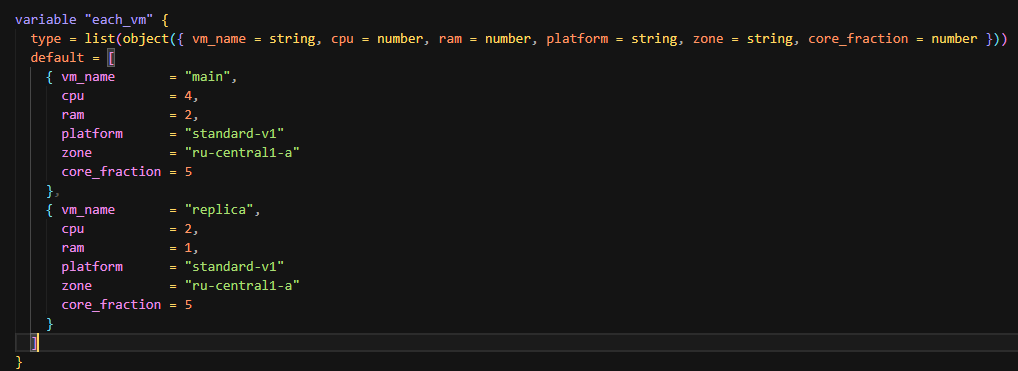 variable "each_vm" {
  type = list(object({ vm_name = string, cpu = number, ram = number, platform = string, zone = string, core_fraction = number }))
  default = [
    { vm_name       = "main",
      cpu           = 4,
      ram           = 2,
      platform      = "standard-v1"
      zone          = "ru-central1-a"
      core_fraction = 5
    },
    { vm_name       = "replica",
      cpu           = 2,
      ram           = 1,
      platform      = "standard-v1"
      zone          = "ru-central1-a"
      core_fraction = 5
    }
  ]
}